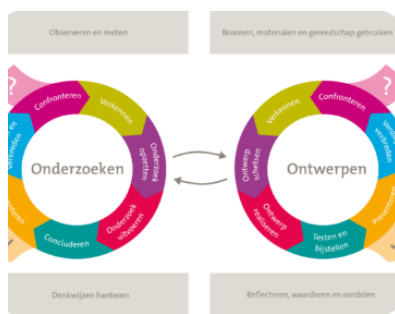 Observeren en meten
Bronnen, materialen en gereedschap gebruiken
?
Confronteren
Verkennen
Onderzoek
opzetten
Onderzoek
uitvoeren
Concluderen
Onderzoeken
?
Confronteren
Verkennen
Ontwerp
schetsen
Ontwerp
realiseren
Testen en
bijstellen
Presenteren
verbreden
Ontwerpen
Denkwijzen hanteren
Reflecteren, waarderen en oordelen